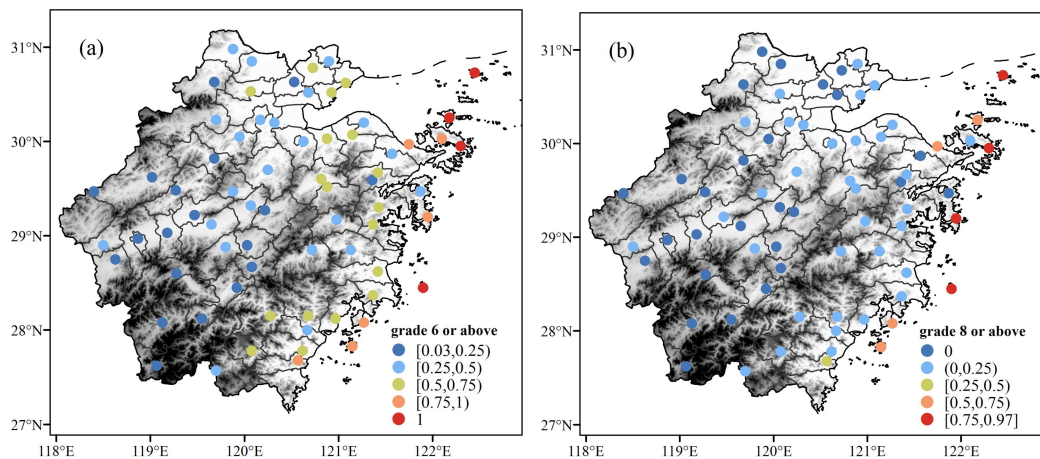 (a)
31°N
30°N
29°N
28°N
27°N
118°E 119°E 120°E 121°E 122°E
grade 6 or above
[0.03,0.25)
[0.25,0.5)
[0.5,0.75)
[0.75,1)
1
(b)
31°N
30°N
29°N
28°N
27°N
118°E 119°E 120°E 121°E 122°E
grade 8 or above
0
(0,0.25)
[0.25,0.5)
[0.5,0.75)
[0.75,0.97]